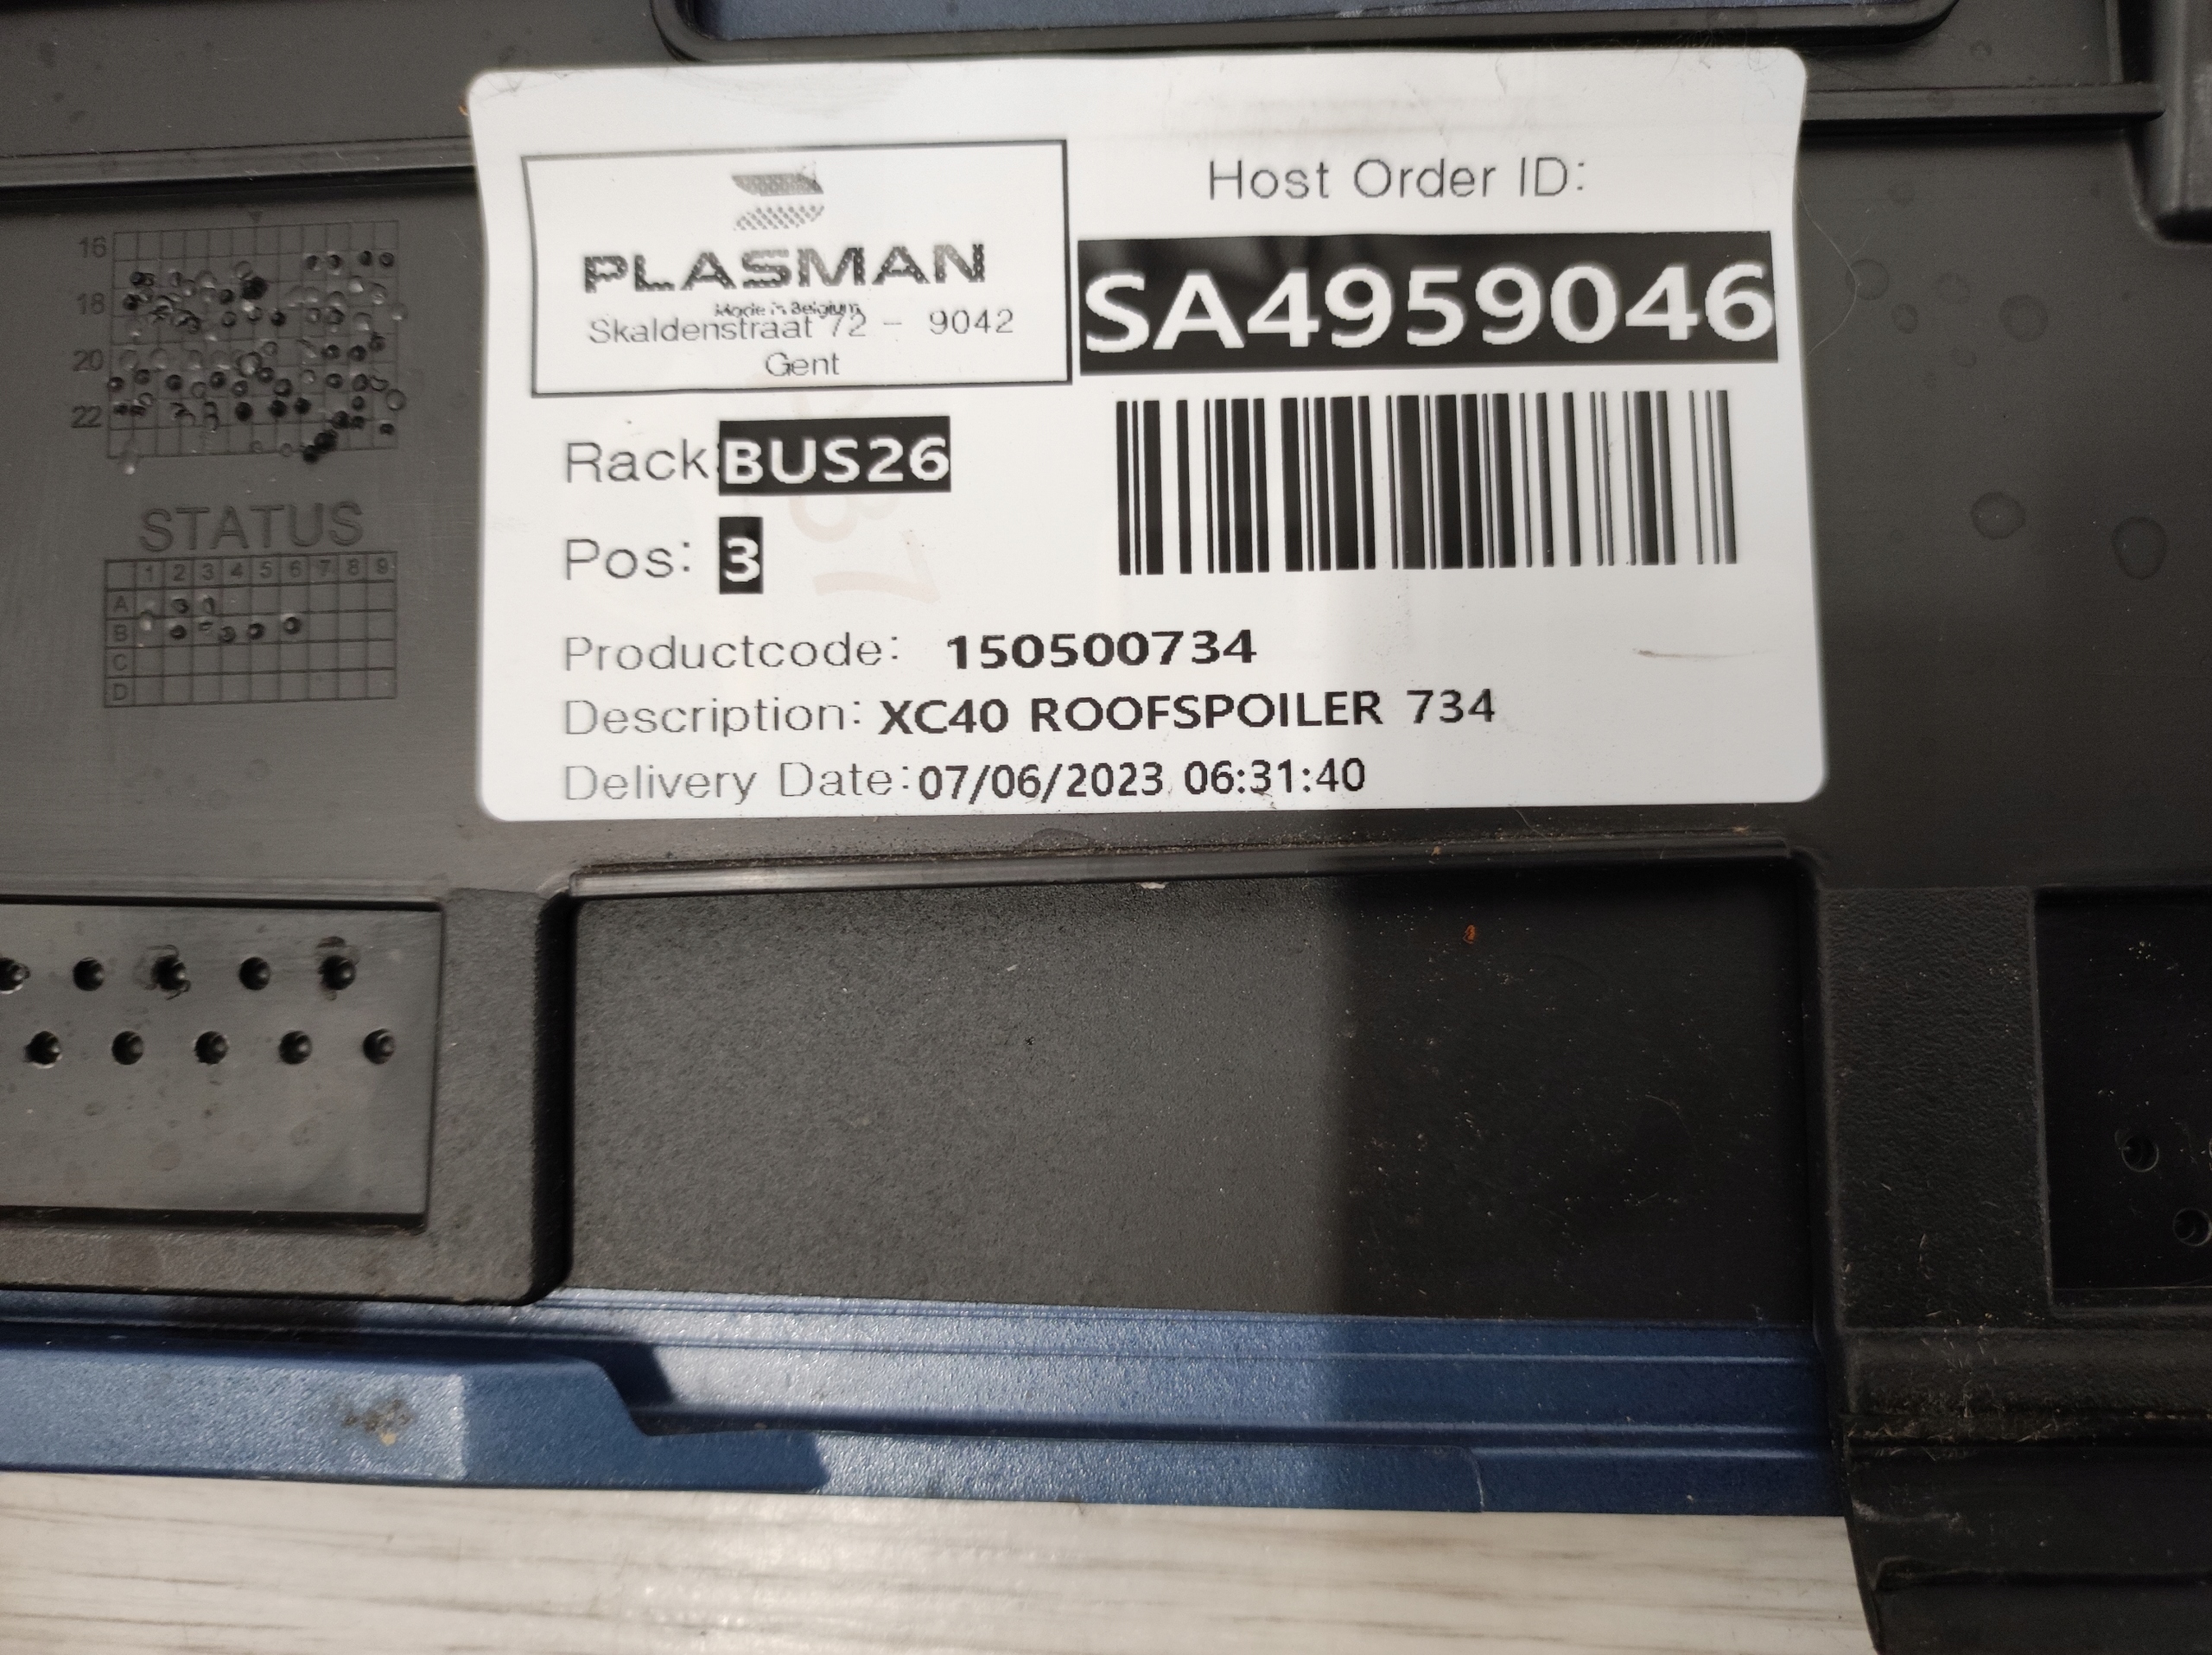 PLASMAN
Made in Belgium
Skaldenstraat 72 - 9042
Gent
Host Order ID:
SA4959046
Rack BUS26
Pos: 3
Productcode: 150500734
Description: XC40 ROOFSPOILER 734
Delivery Date: 07/06/2023 06:31:40
16
18
20
22
STATUS
1 2 3 4 5 6 7 8 9
A
B
C
D